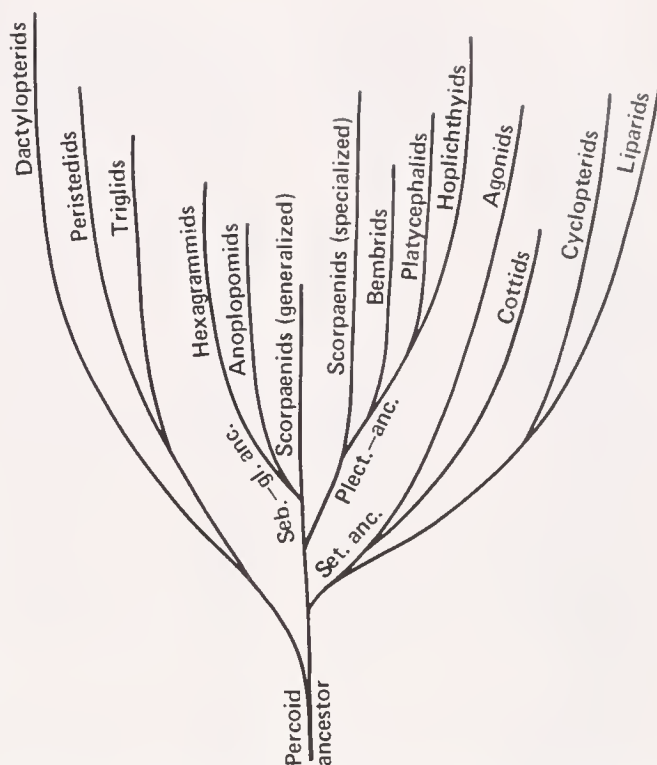 Dactylopterids
Peristedids
Triglids
Hexagrammids
Anoplopomids
Scorpaenids (generalized)
Scorpaenids (specialized)
Bembrids
Platycephalids
Hoplichthyids
Agonids
Cottids
Cyclopterids
Liparids
Seb.—gl. anc.
Plect.—anc.
Set. anc.
Percoid
ancestor